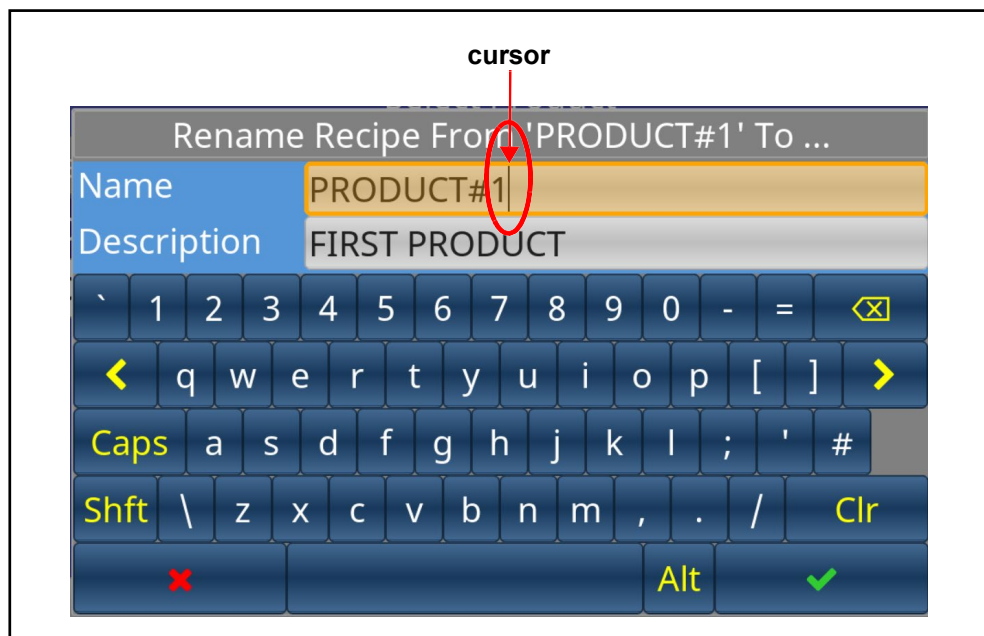 cursor
Rename Recipe From 'PRODUCT#1' To ...
Name PRODUCT#1
Description FIRST PRODUCT
` 1 2 3 4 5 6 7 8 9 0 - =
q w e r t y u i o p [ ]
Caps a s d f g h j k l ; ' #
Shft \ z x c v b n m , . / Clr
Alt